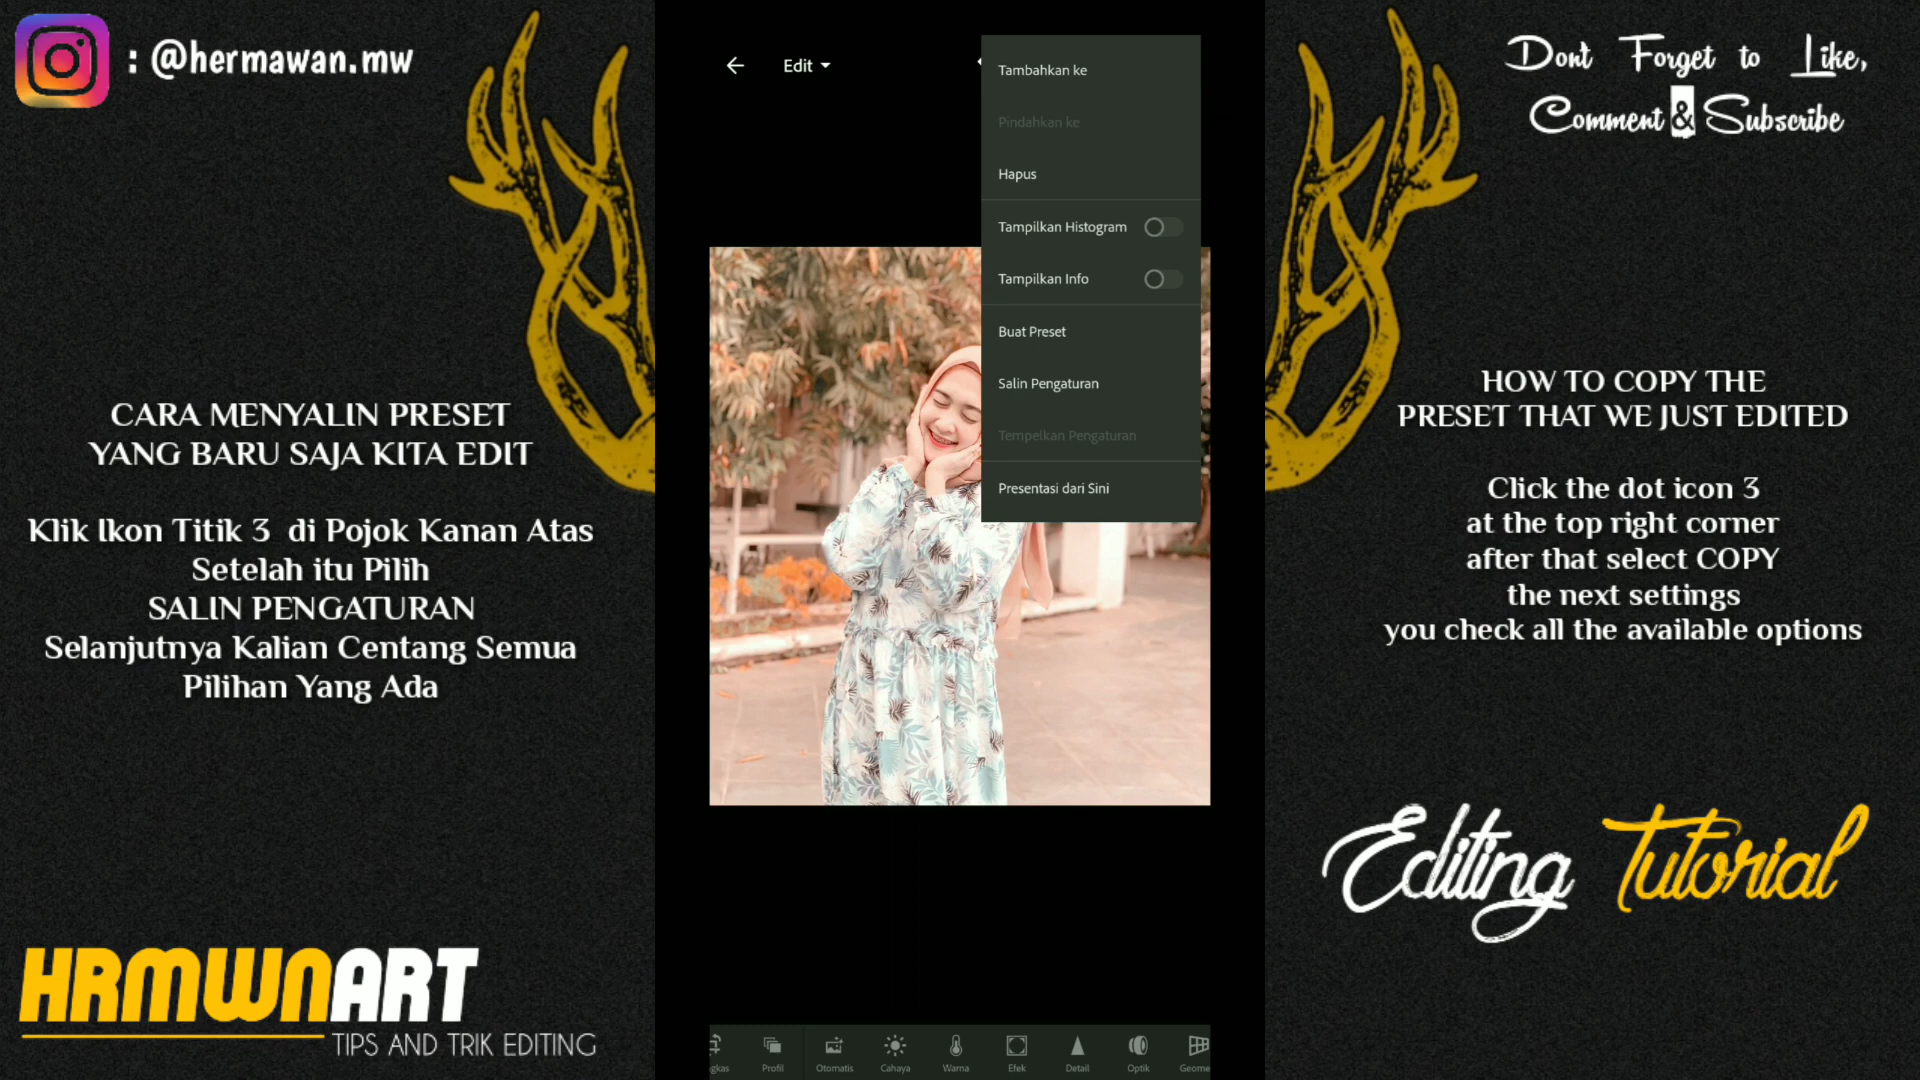 : @hermawan.mw
CARA MENYALIN PRESET
YANG BARU SAJA KITA EDIT
Klik Ikon Titik 3 di Pojok Kanan Atas
Setelah itu Pilih
SALIN PENGATURAN
Selanjutnya Kalian Centang Semua
Pilihan Yang Ada
HRMWNART
TIPS AND TRIK EDITING
Edit
Tambahkan ke
Pindahkan ke
Hapus
Tampilkan Histogram
Tampilkan Info
Buat Preset
Salin Pengaturan
Tempelkan Pengaturan
Presentasi dari Sini
gkas
Profil
Otomatis
Cahaya
Warna
Efek
Detail
Optik
Geome
Dont Forget to Like,
Comment & Subscribe
HOW TO COPY THE
PRESET THAT WE JUST EDITED
Click the dot icon 3
at the top right corner
after that select COPY
the next settings
you check all the available options
Editing Tutorial